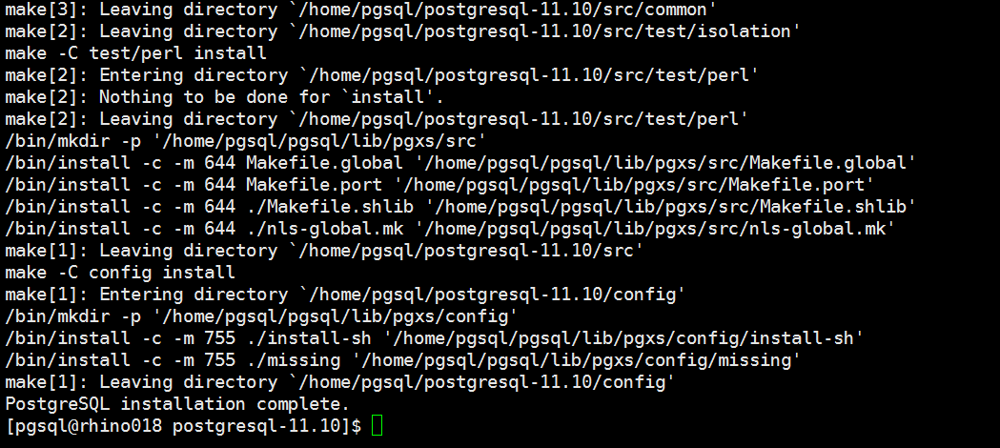 make[3]: Leaving directory `/home/pgsql/postgresql-11.10/src/common'
make[2]: Leaving directory `/home/pgsql/postgresql-11.10/src/test/isolation'
make -C test/perl install
make[2]: Entering directory `/home/pgsql/postgresql-11.10/src/test/perl'
make[2]: Nothing to be done for `install'.
make[2]: Leaving directory `/home/pgsql/postgresql-11.10/src/test/perl'
/bin/mkdir -p '/home/pgsql/pgsql/lib/pgxs/src'
/bin/install -c -m 644 Makefile.global '/home/pgsql/pgsql/lib/pgxs/src/Makefile.global'
/bin/install -c -m 644 Makefile.port '/home/pgsql/pgsql/lib/pgxs/src/Makefile.port'
/bin/install -c -m 644 ./Makefile.shlib '/home/pgsql/pgsql/lib/pgxs/src/Makefile.shlib'
/bin/install -c -m 644 ./nls-global.mk '/home/pgsql/pgsql/lib/pgxs/src/nls-global.mk'
make[1]: Leaving directory `/home/pgsql/postgresql-11.10/src'
make -C config install
make[1]: Entering directory `/home/pgsql/postgresql-11.10/config'
/bin/mkdir -p '/home/pgsql/pgsql/lib/pgxs/config'
/bin/install -c -m 755 ./install-sh '/home/pgsql/pgsql/lib/pgxs/config/install-sh'
/bin/install -c -m 755 ./missing '/home/pgsql/pgsql/lib/pgxs/config/missing'
make[1]: Leaving directory `/home/pgsql/postgresql-11.10/config'
PostgreSQL installation complete.
[pgsql@rhino018 postgresql-11.10]$